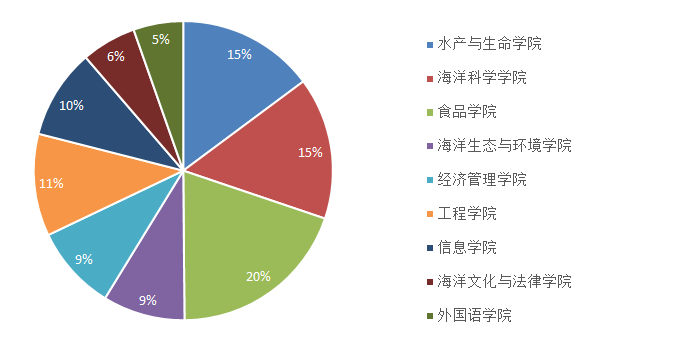 15%
15%
20%
9%
9%
11%
10%
6%
5%
水产与生命学院
海洋科学学院
食品学院
海洋生态与环境学院
经济管理学院
工程学院
信息学院
海洋文化与法律学院
外国语学院